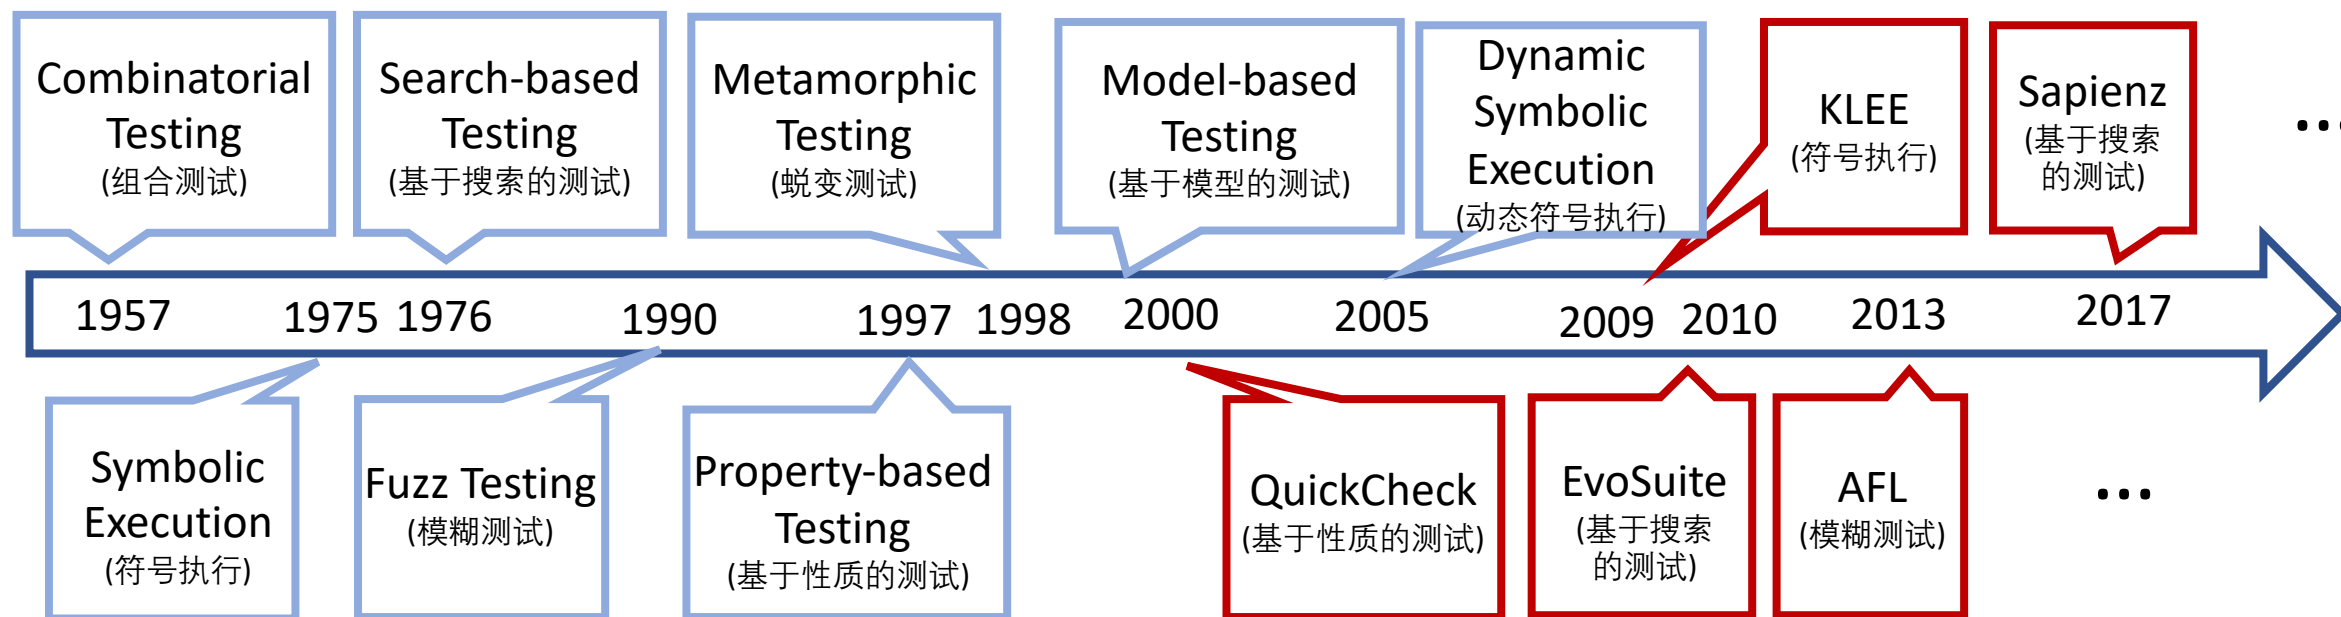 Combinatorial
Testing
(组合测试)
Search-based
Testing
(基于搜索的测试)
Metamorphic
Testing
(蜕变测试)
Model-based
Testing
(基于模型的测试)
Dynamic
Symbolic
Execution
(动态符号执行)
KLEE
(符号执行)
Sapienz
(基于搜索
的测试)
...
1957
1975
1976
1990
1997
1998
2000
2005
2009
2010
2013
2017
Symbolic
Execution
(符号执行)
Fuzz Testing
(模糊测试)
Property-based
Testing
(基于性质的测试)
QuickCheck
(基于性质的测试)
EvoSuite
(基于搜索
的测试)
AFL
(模糊测试)
...